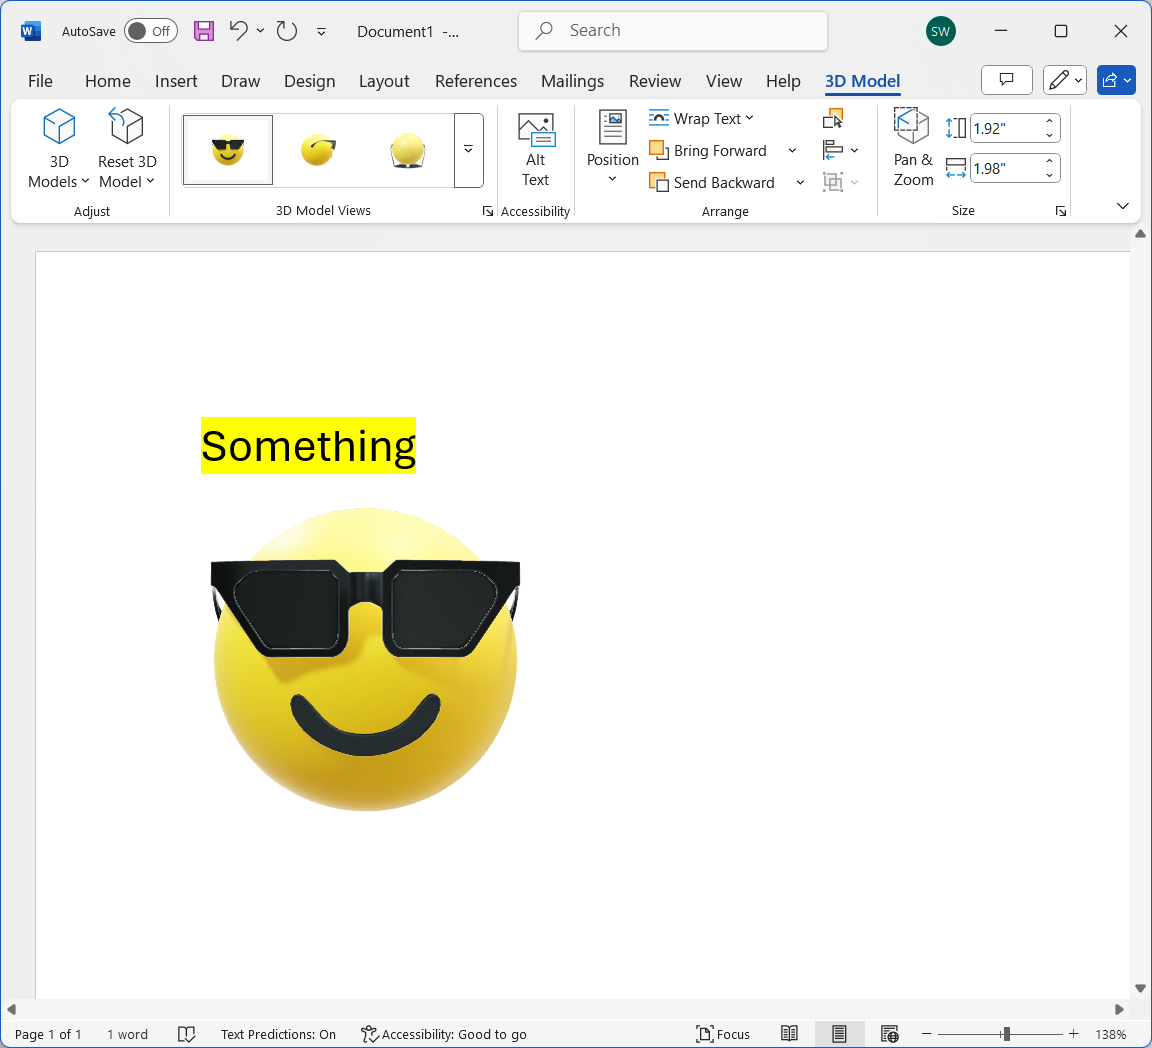 AutoSave Off Document1 -... Search SW
File Home Insert Draw Design Layout References Mailings Review View Help 3D Model
3D Models
Reset 3D Model
Alt Text
Position
Wrap Text
Bring Forward
Send Backward
Pan & Zoom
1.92"
1.98"
Adjust 3D Model Views Accessibility Arrange Size
Something
Page 1 of 1 1 word Text Predictions: On Accessibility: Good to go Focus 138%